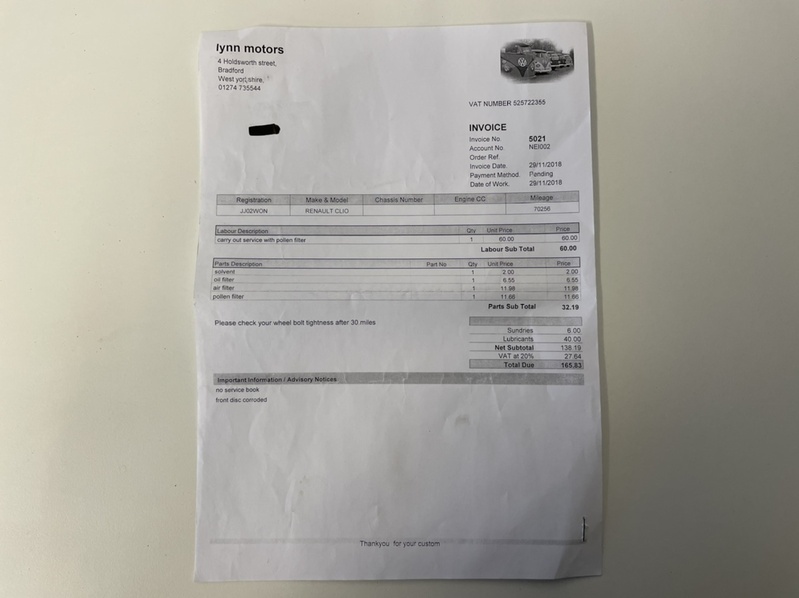 lynn motors
4 Holdsworth street,
Bradford
West yorkshire,
01274 735544
VAT NUMBER 525722355
INVOICE
Invoice No. 5021
Account No. NEI002
Order Ref.
Invoice Date. 29/11/2018
Payment Method. Pending
Date of Work. 29/11/2018
Registration Make & Model Chassis Number Engine CC Mileage
JJ02WON RENAULT CLIO 70256
Labour Description Qty Unit Price Price
carry out service with pollen filter 1 60.00 60.00
Labour Sub Total 60.00
Parts Description Part No Qty Unit Price Price
solvent 1 2.00 2.00
oil filter 1 6.55 6.55
air filter 1 11.98 11.98
pollen filter 1 11.66 11.66
Parts Sub Total 32.19
Please check your wheel bolt tightness after 30 miles
Sundries 6.00
Lubricants 40.00
Net Subtotal 138.19
VAT at 20% 27.64
Total Due 165.83
Important Information / Advisory Notices
no service book
front disc corroded
Thankyou for your custom